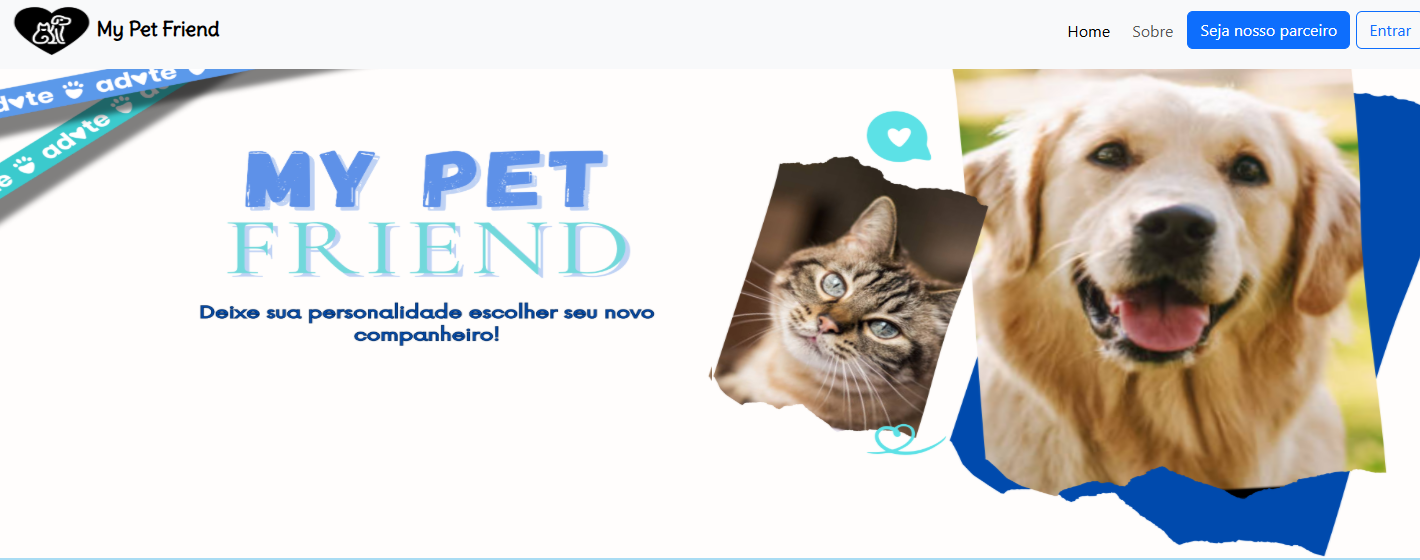 My Pet Friend
Home
Sobre
Seja nosso parceiro
Entrar
adote
adote
MY PET
FRIEND
Deixe sua personalidade escolher seu novo
companheiro!